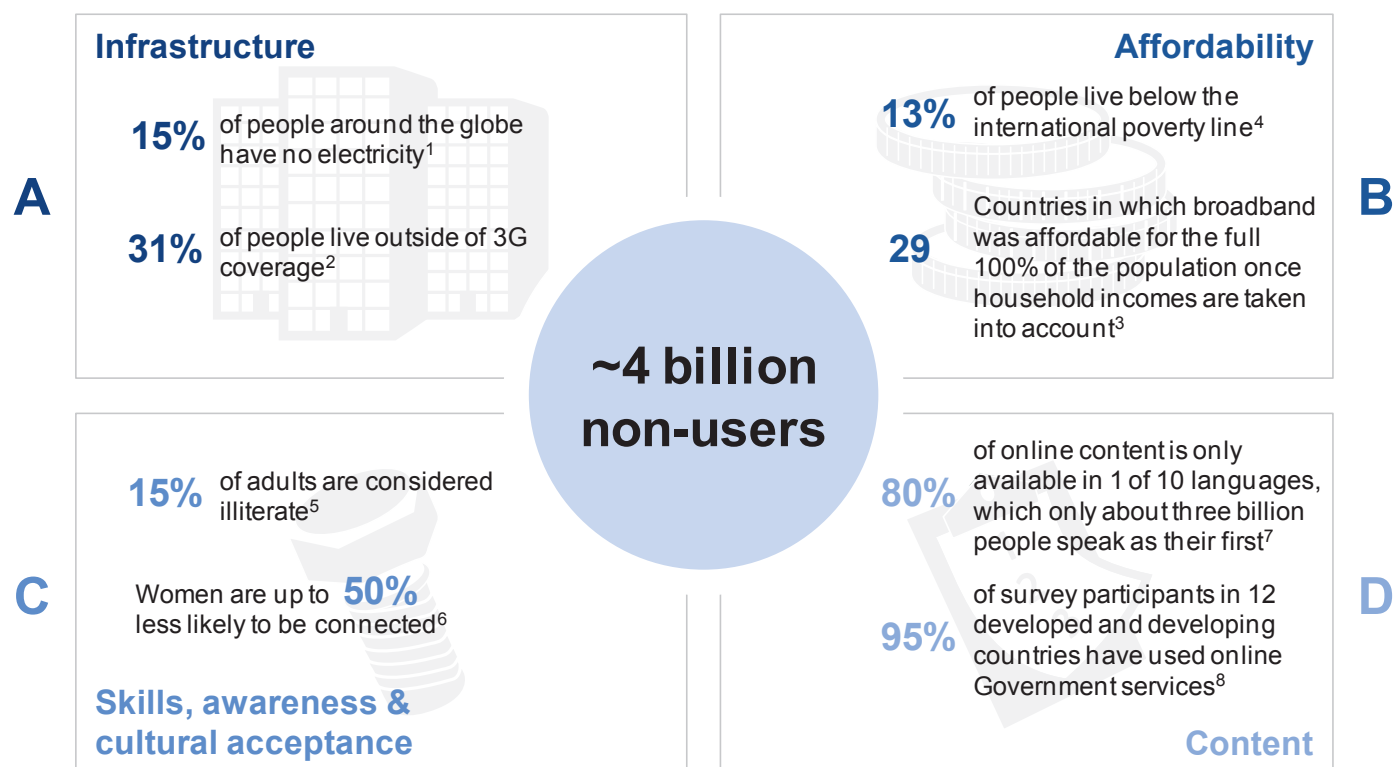 Infrastructure
15% of people around the globe
have no electricity1
31% of people live outside of 3G
coverage2
A
Affordability
13% of people live below the
international poverty line4
29 Countries in which broadband
was affordable for the full
100% of the population once
household incomes are taken
into account3
B
~4 billion
non-users
C
15% of adults are considered
illiterate5
Women are up to 50%
less likely to be connected6
Skills, awareness &
cultural acceptance
80% of online content is only
available in 1 of 10 languages,
which only about three billion
people speak as their first7
95% of survey participants in 12
developed and developing
countries have used online
Government services8
Content
D